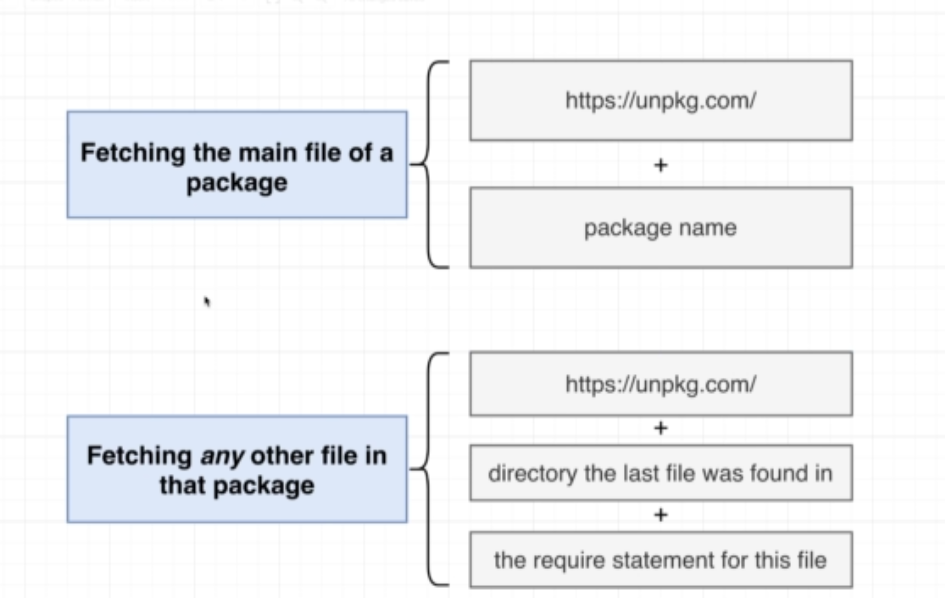 Fetching the main file of a
package
https://unpkg.com/
+
package name
Fetching any other file in
that package
https://unpkg.com/
+
directory the last file was found in
+
the require statement for this file